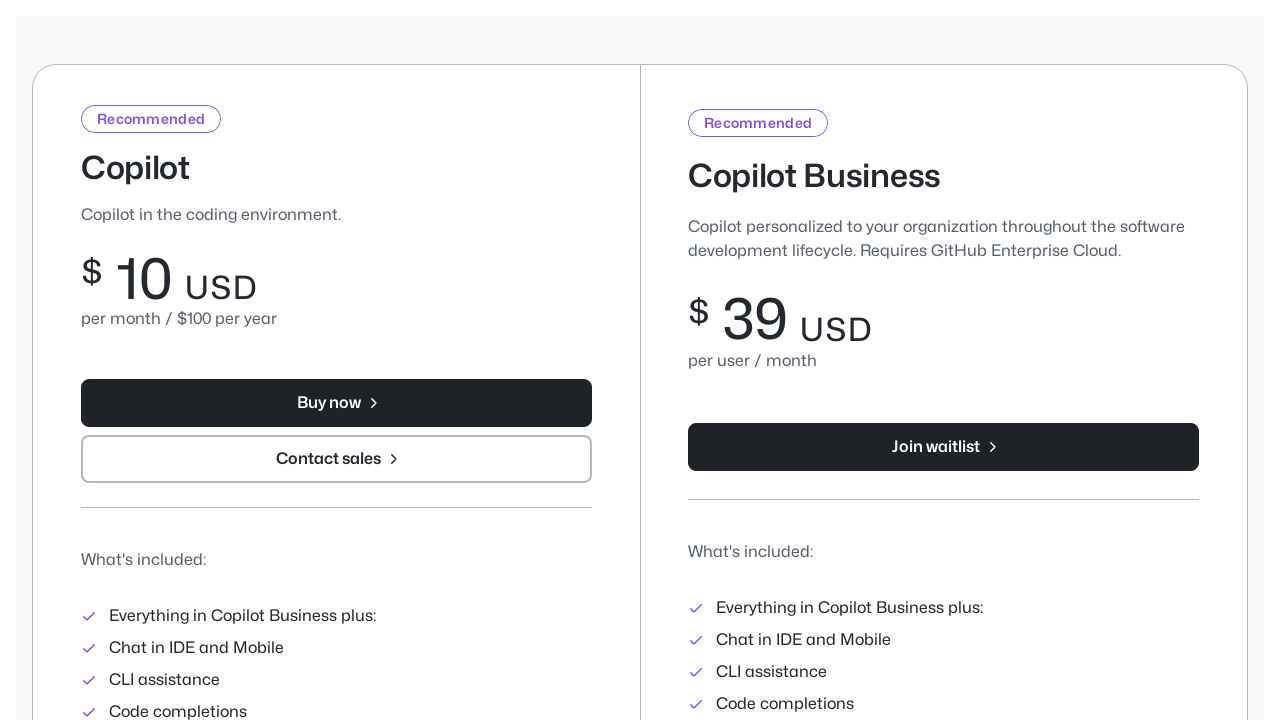 Recommended
Copilot
Copilot in the coding environment.
$ 10 USD
per month / $100 per year
Buy now
Contact sales
What's included:
Everything in Copilot Business plus:
Chat in IDE and Mobile
CLI assistance
Code completions
Recommended
Copilot Business
Copilot personalized to your organization throughout the software
development lifecycle. Requires GitHub Enterprise Cloud.
$ 39 USD
per user / month
Join waitlist
What's included:
Everything in Copilot Business plus:
Chat in IDE and Mobile
CLI assistance
Code completions